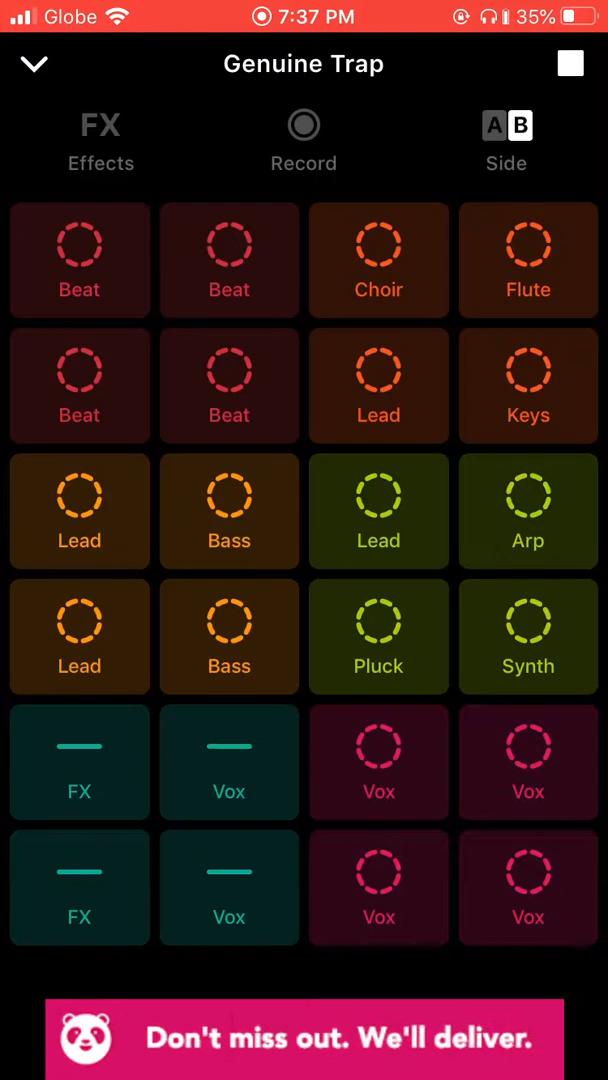 Globe 7:37 PM 35%
Genuine Trap
FX A B
Effects Record Side
Beat Beat Choir Flute
Beat Beat Lead Keys
Lead Bass Lead Arp
Lead Bass Pluck Synth
FX Vox Vox Vox
FX Vox Vox Vox
Don't miss out. We'll deliver.